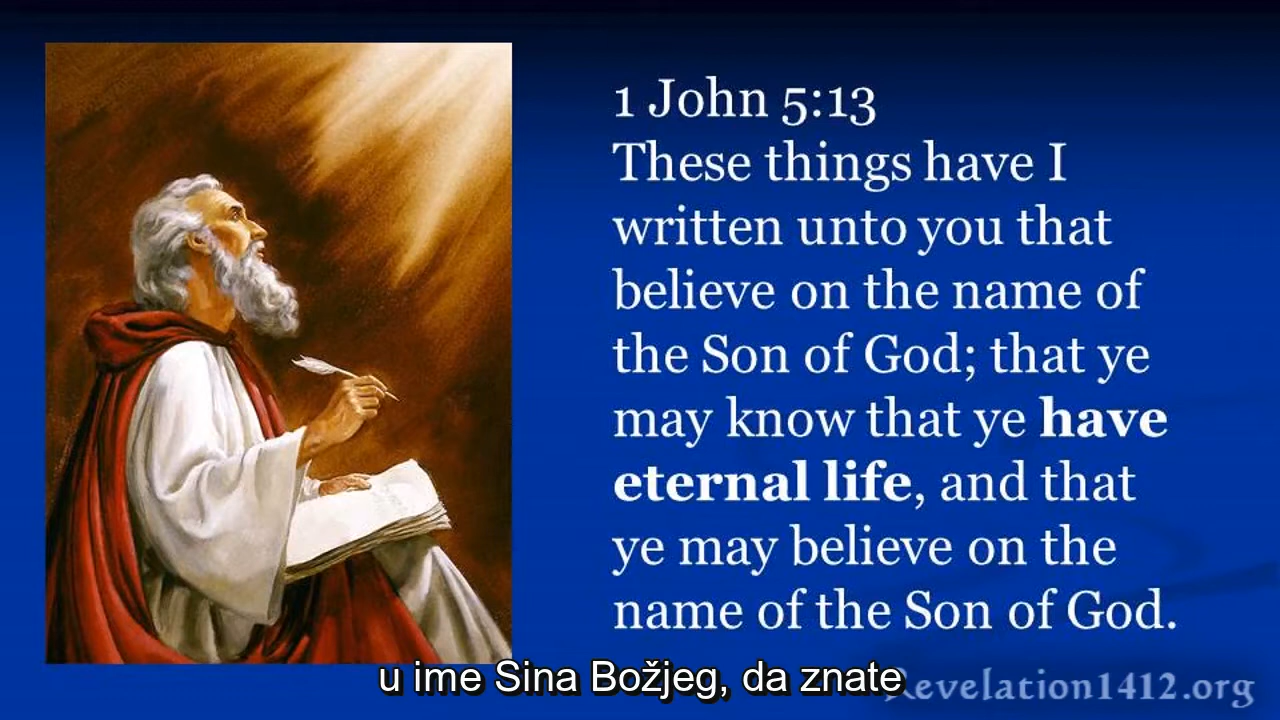 1 John 5:13
These things have I
written unto you that
believe on the name of
the Son of God; that ye
may know that ye have
eternal life, and that
ye may believe on the
name of the Son of God.
u ime Sina Božjeg, da znate
Revelation1412.org